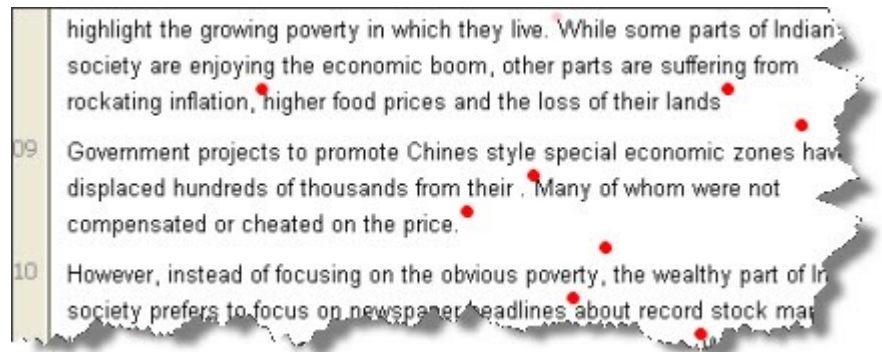 highlight the growing poverty in which they live. While some parts of Indian
society are enjoying the economic boom, other parts are suffering from
rockating inflation, higher food prices and the loss of their lands
09 Government projects to promote Chines style special economic zones hav
displaced hundreds of thousands from their . Many of whom were not
compensated or cheated on the price.
10 However, instead of focusing on the obvious poverty, the wealthy part of In
society prefers to focus on newspaper headlines about record stock mar